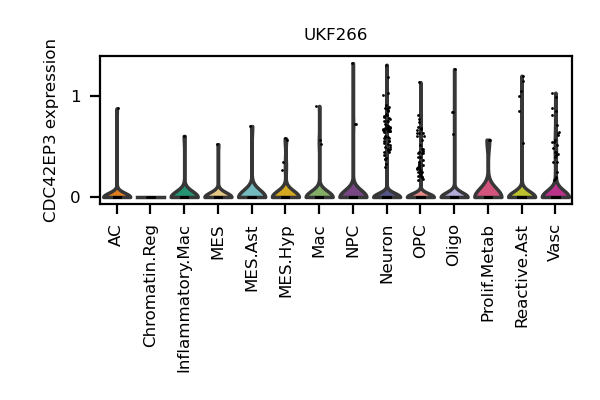 UKF266
CDC42EP3 expression
1
0
AC
Chromatin.Reg
Inflammatory.Mac
MES
MES.Ast
MES.Hyp
Mac
NPC
Neuron
OPC
Oligo
Prolif.Metab
Reactive.Ast
Vasc